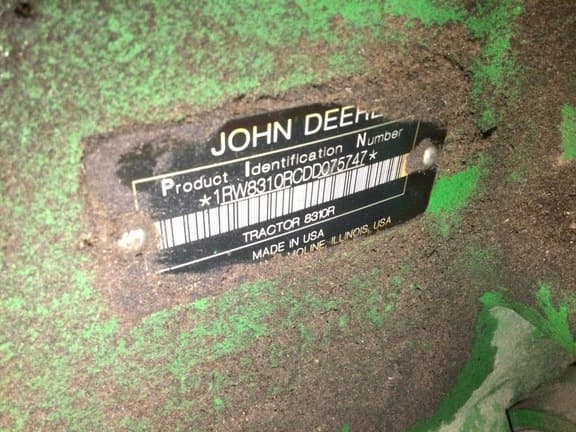 JOHN DEERE
Product Identification Number
*1RW8310RCDD075747*
TRACTOR 8310R
MADE IN USA
MOLINE, ILLINOIS, USA